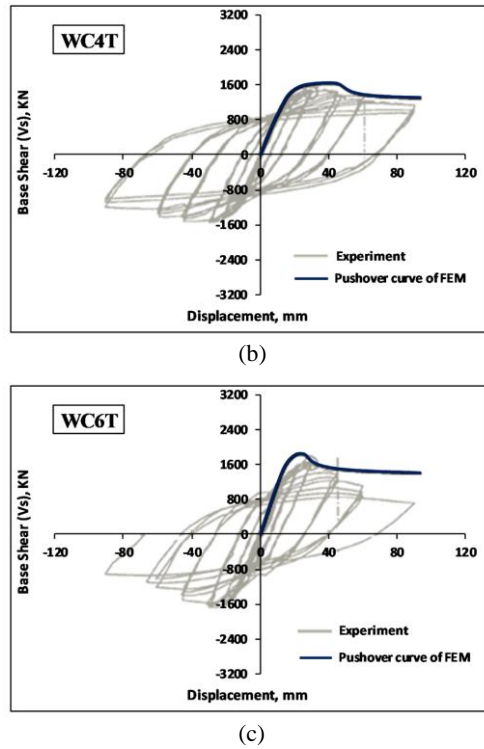 WC4T
Base Shear (Vs), KN
3200
2400
1600
800
0
-800
-1600
-2400
-3200
-120 -80 -40 0 40 80 120
Experiment
Pushover curve of FEM
Displacement, mm
(b)
WC6T
Base Shear (Vs), KN
3200
2400
1600
800
0
-800
-1600
-2400
-3200
-120 -80 -40 0 40 80 120
Experiment
Pushover curve of FEM
Displacement, mm
(c)